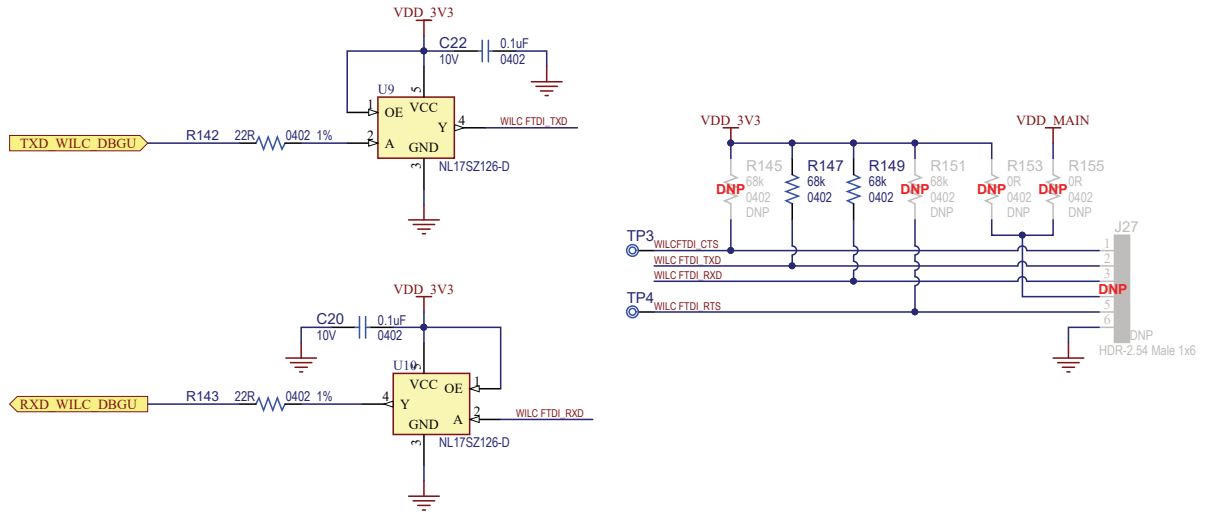 VDD_3V3
C22 0.1uF
10V 0402
U9
5
1 OE VCC
Y 4 WILC FTDI_TXD
TXD_WILC_DBGU R142 22R 0402 1% 2 A
GND
3 NL17SZ126-D
VDD_3V3
C20 0.1uF
10V 0402
U10
5
VCC OE 1
RXD_WILC_DBGU R143 22R 0402 1% 4 Y
A 2 WILC FTDI_RXD
GND
3 NL17SZ126-D
VDD_3V3 VDD_MAIN
R145 R147 R149 R151 R153 R155
68k 68k 68k 68k 0R 0R
DNP DNP DNP DNP
0402 0402 0402 0402 0402 0402
DNP DNP DNP DNP
J27
TP3 WILCFTDI_CTS 1
WILC FTDI_TXD 2
WILC FTDI_RXD 3
DNP
TP4 WILC FTDI_RTS 5
6
DNP
HDR-2.54 Male 1x6